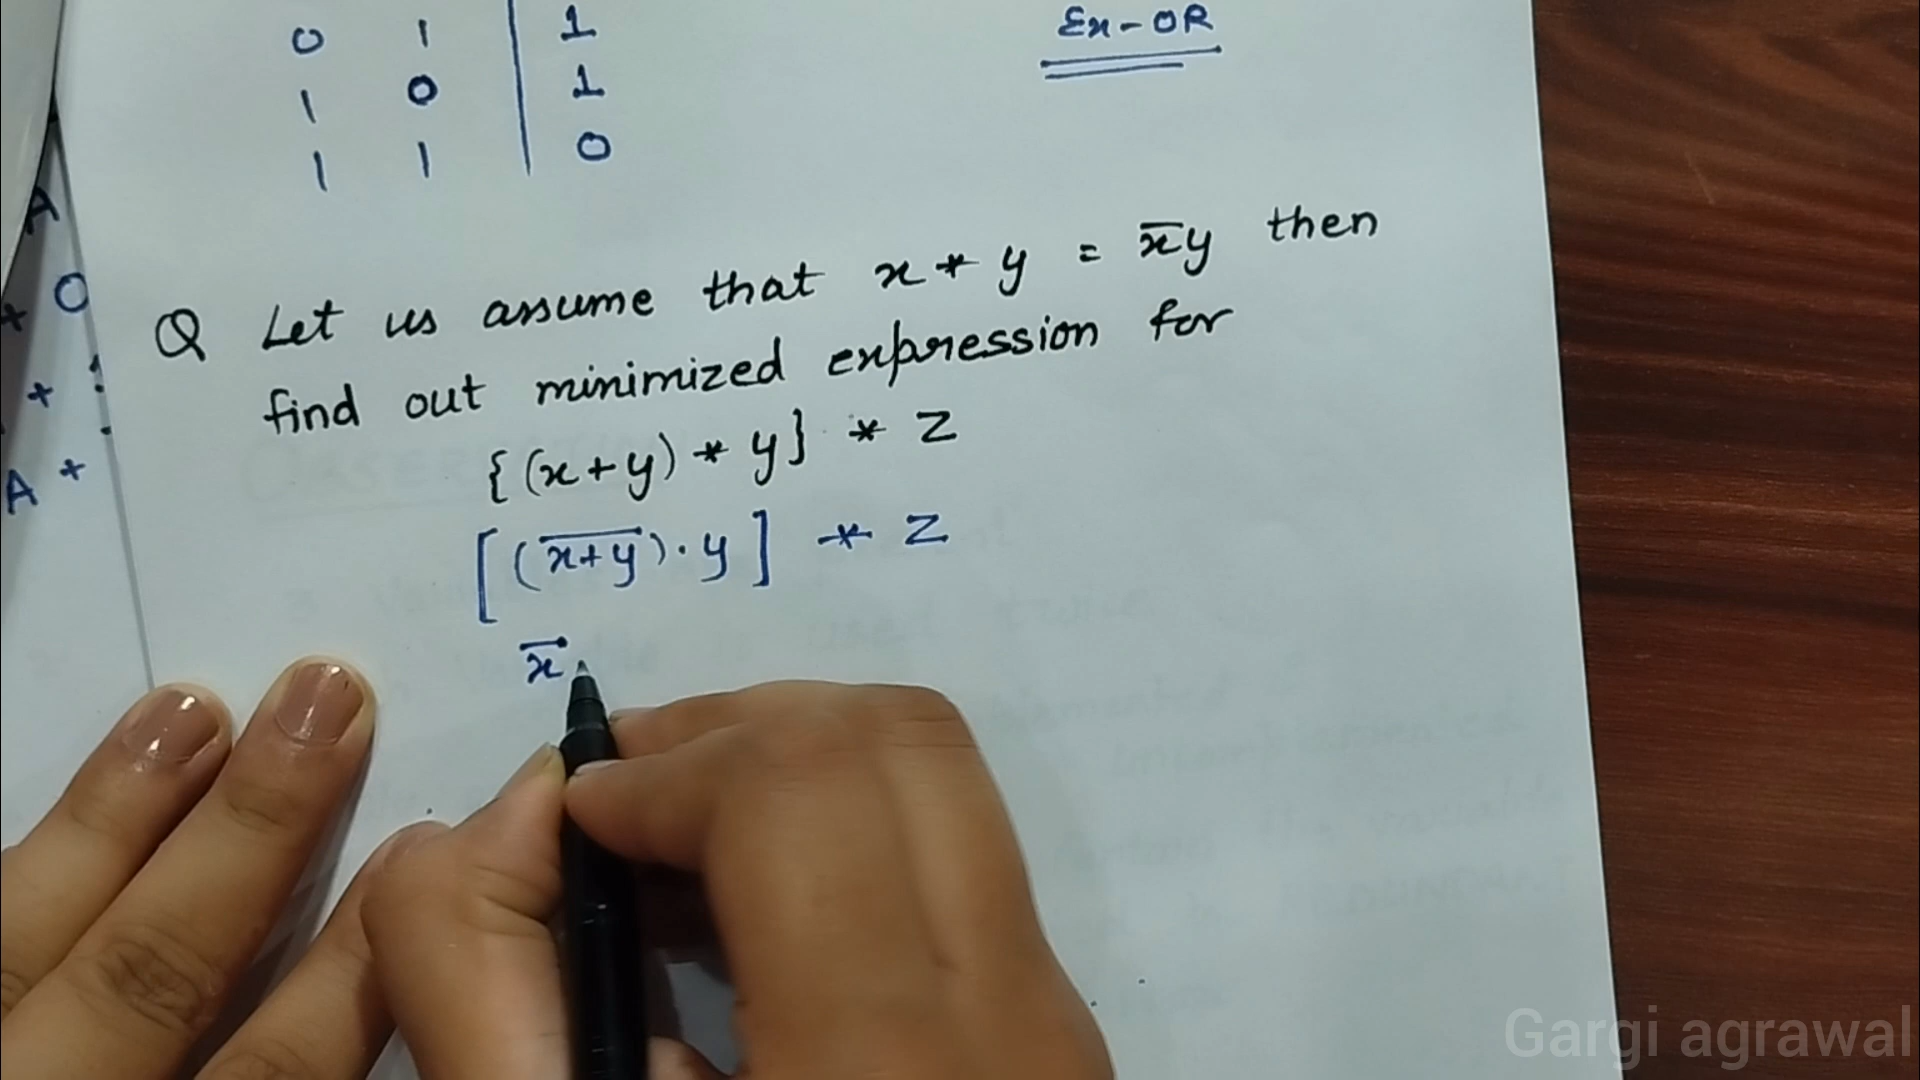 0 1 1
Ex-OR
1 0 1
1 1 0
A
+ 0
+
A +
Q Let us assume that x * y = x̅y then
find out minimized expression for
{(x+y) * y} * Z
[(x̅+̅y̅)·y] * Z
x̅
Gargi agrawal